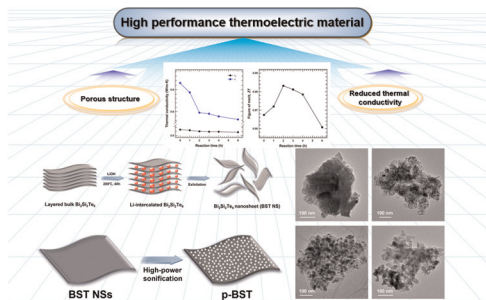 High performance thermoelectric material
Porous structure
Reduced thermal
conductivity
Thermal conductivity (W/m·K)
Reaction time (h)
Figure of merit, ZT
Reaction time (h)
LiOH
Exfoliation
Layered bulk Bi₂Si₂Te₆
Li-intercalated Bi₂Si₂Te₆
Bi₂Si₂Te₆ nanosheet (BST NS)
100 nm
100 nm
100 nm
100 nm
High-power
sonification
BST NSs
p-BST